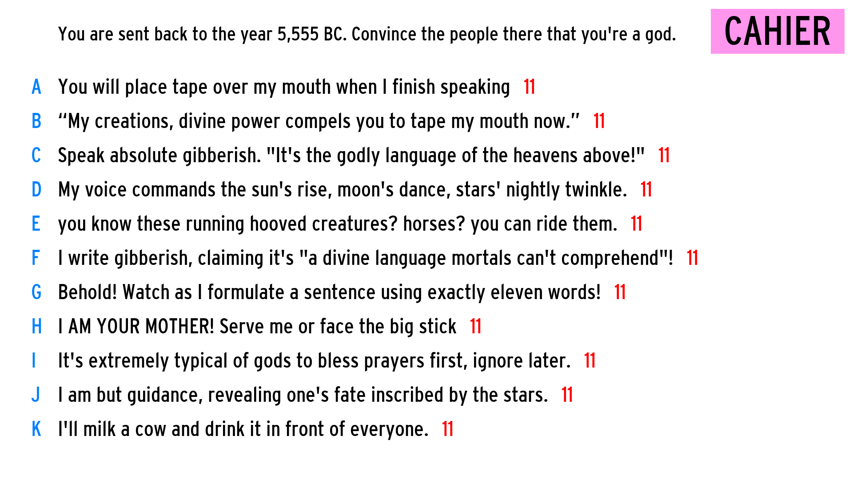 You are sent back to the year 5,555 BC. Convince the people there that you're a god.
CAHIER
A You will place tape over my mouth when I finish speaking 11
B “My creations, divine power compels you to tape my mouth now.” 11
C Speak absolute gibberish. "It's the godly language of the heavens above!" 11
D My voice commands the sun's rise, moon's dance, stars' nightly twinkle. 11
E you know these running hooved creatures? horses? you can ride them. 11
F I write gibberish, claiming it's "a divine language mortals can't comprehend"! 11
G Behold! Watch as I formulate a sentence using exactly eleven words! 11
H I AM YOUR MOTHER! Serve me or face the big stick 11
I It's extremely typical of gods to bless prayers first, ignore later. 11
J I am but guidance, revealing one's fate inscribed by the stars. 11
K I'll milk a cow and drink it in front of everyone. 11